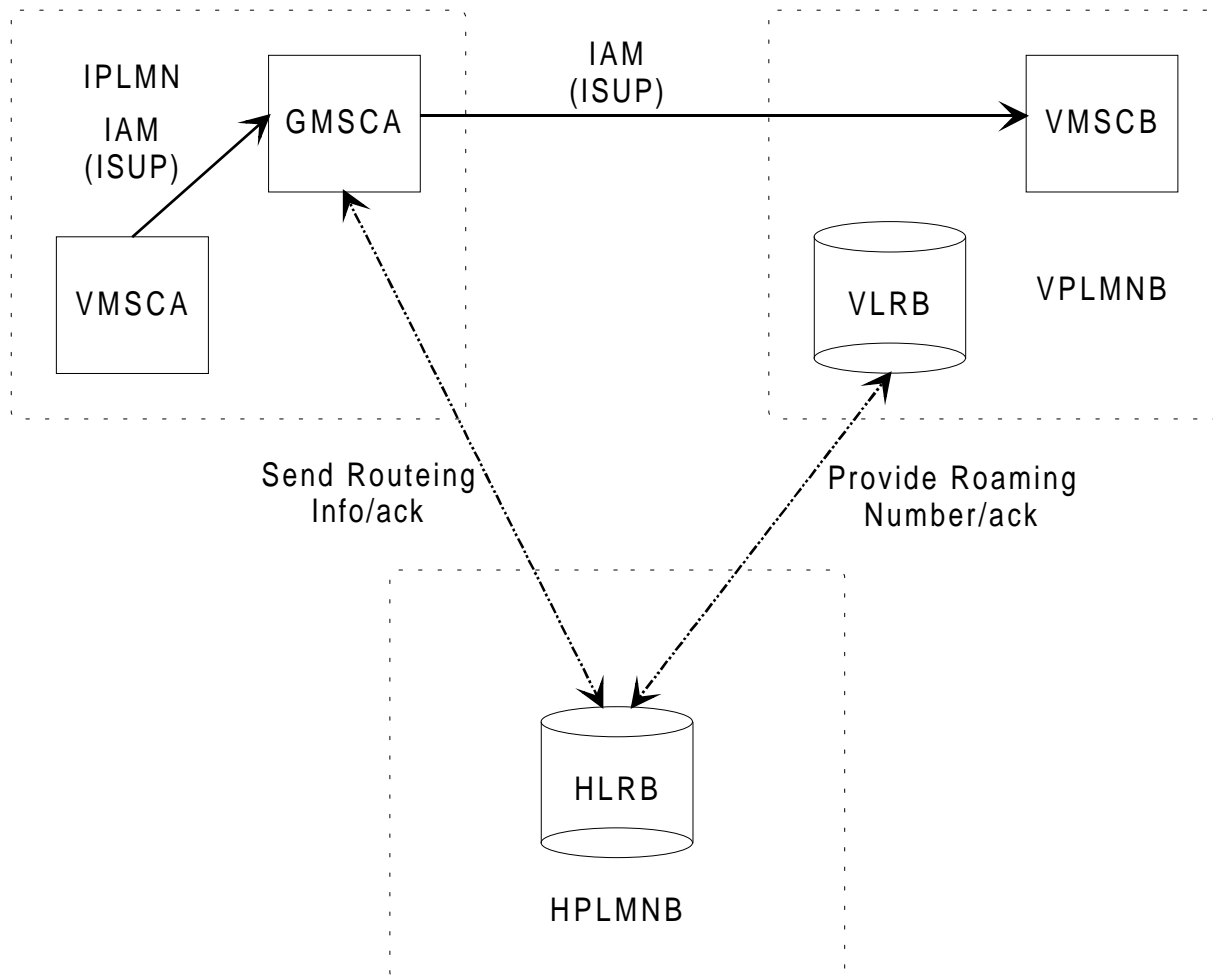 IPLMN
IAM
(ISUP)
GMSCA
VMSCA
IAM
(ISUP)
VMSCB
VLRB
VPLMNB
Send Routeing
Info/ack
Provide Roaming
Number/ack
HLRB
HPLMNB